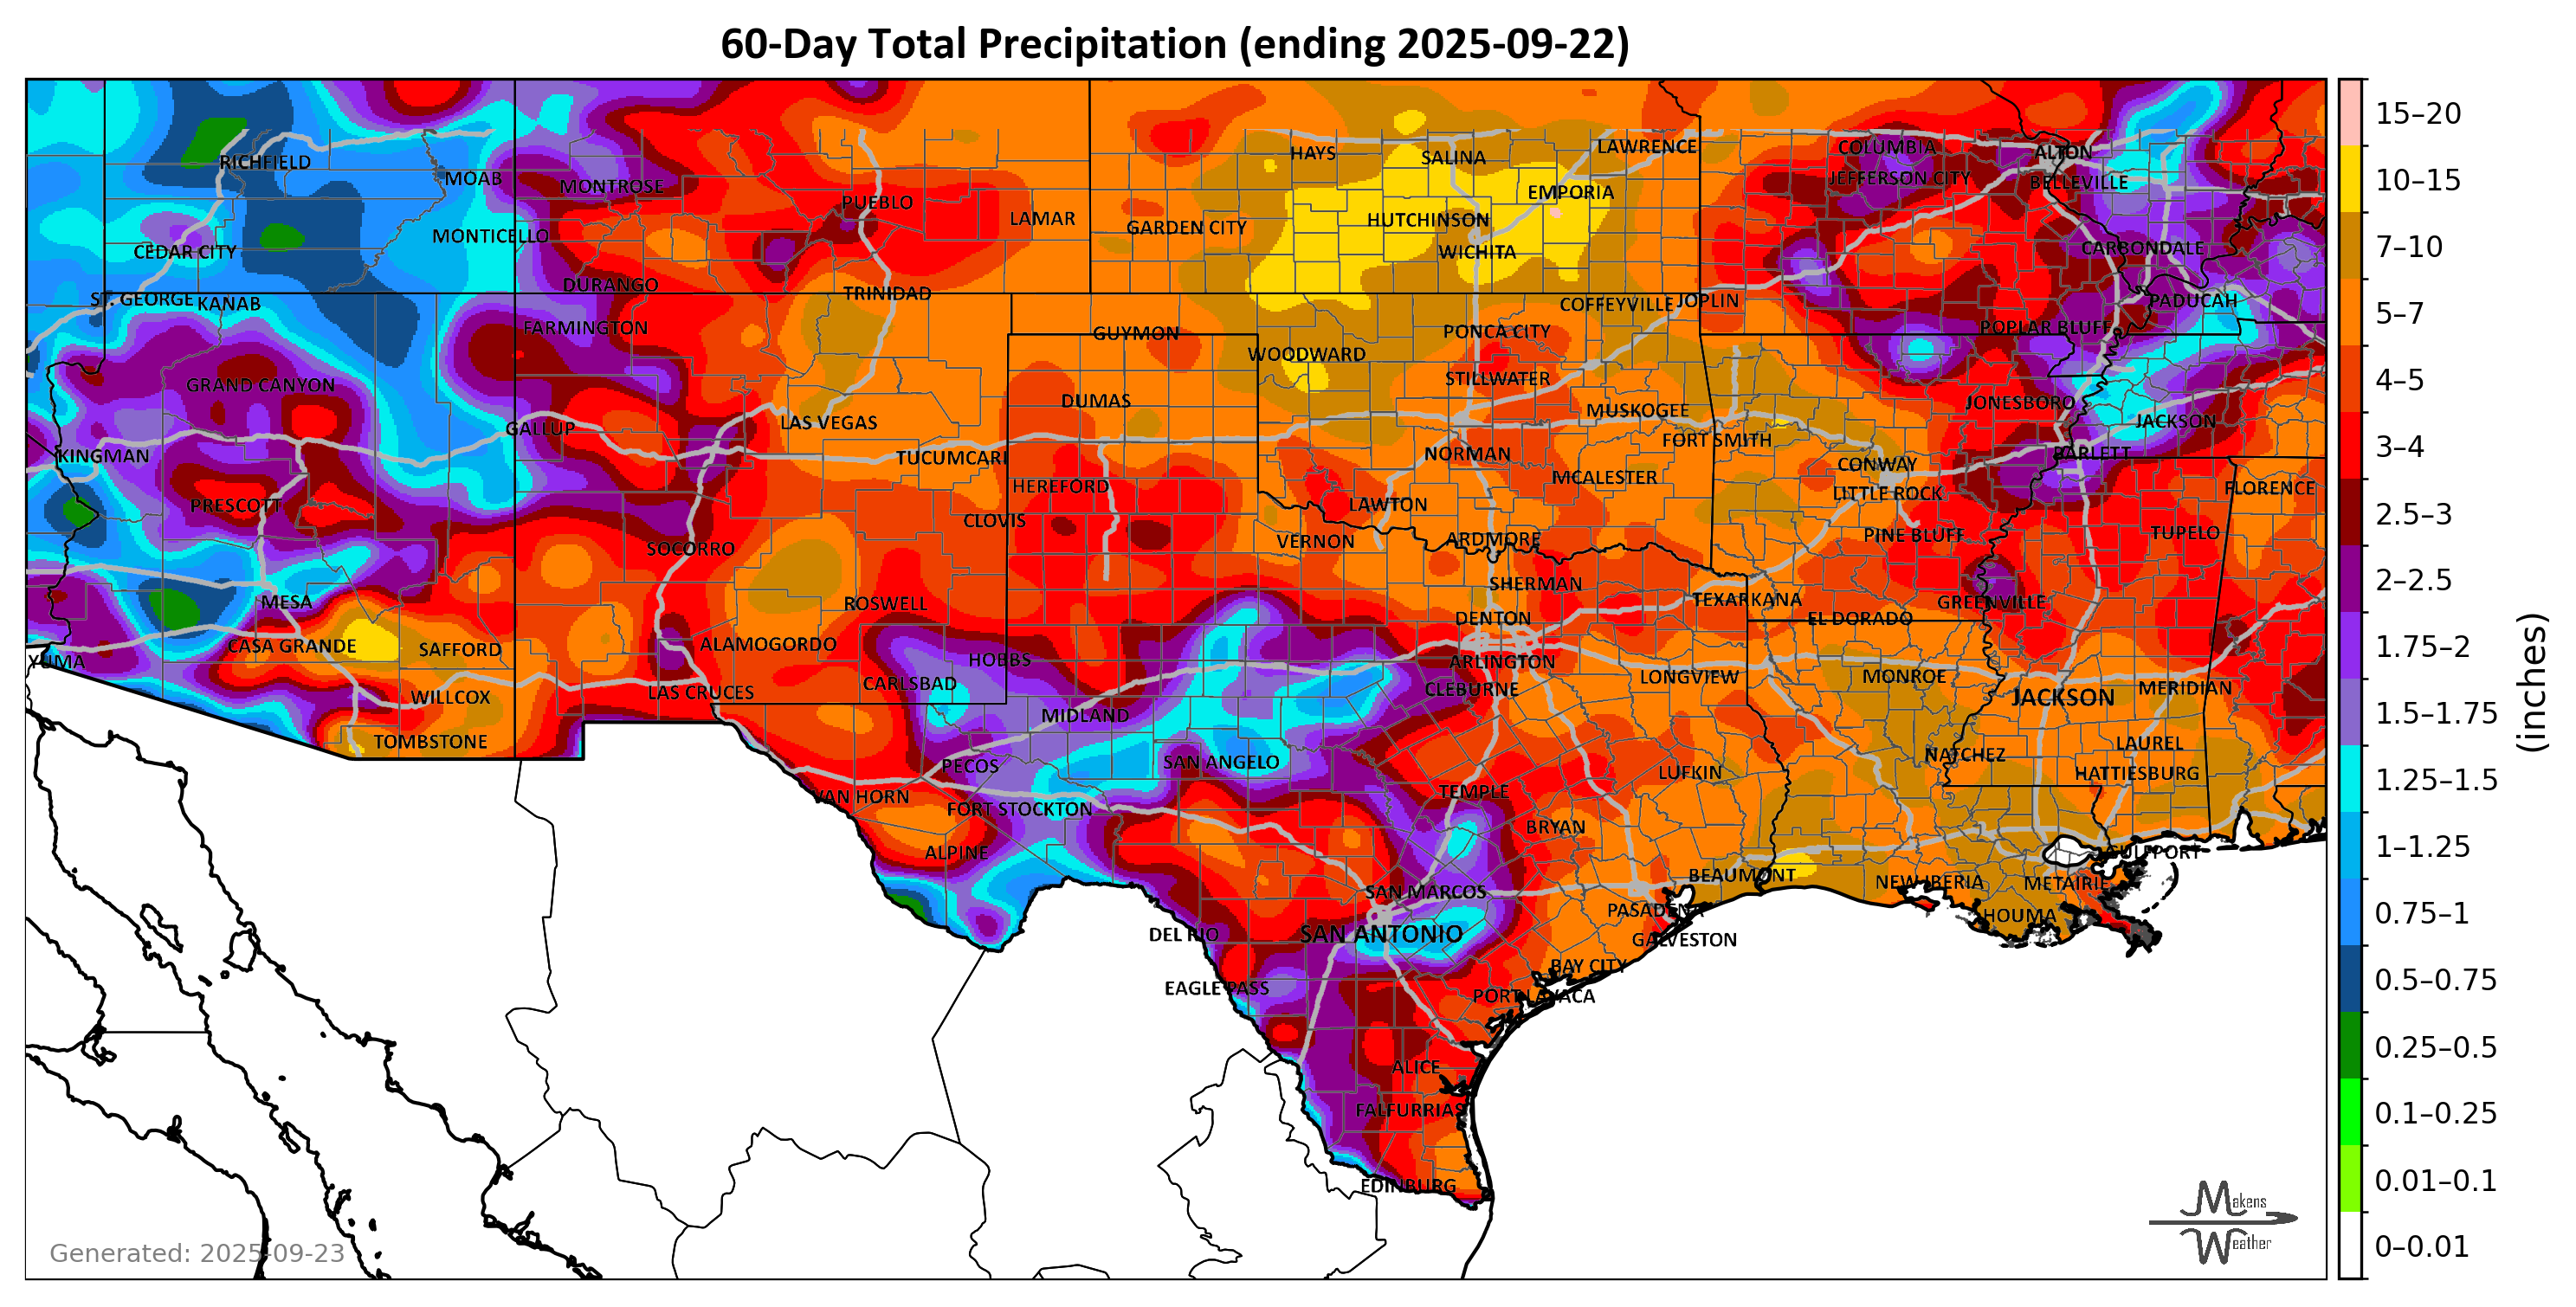 60-Day Total Precipitation (ending 2025-09-22)
HAYS
SALINA
LAWRENCE
COLUMBIA
ALTON
RICHFIELD
MOAB
MONTROSE
EMPORIA
JEFFERSON CITY
BELLEVILLE
PUEBLO
LAMAR
GARDEN CITY
HUTCHINSON
CEDAR CITY
MONTICELLO
WICHITA
CARBONDALE
DURANGO
TRINIDAD
ST. GEORGE
KANAB
COFFEYVILLE
JOPLIN
PADUCAH
FARMINGTON
GUYMON
PONCA CITY
POPLAR BLUFF
WOODWARD
GRAND CANYON
STILLWATER
DUMAS
MUSKOGEE
JONESBORO
GALLUP
LAS VEGAS
FORT SMITH
JACKSON
KINGMAN
TUCUMCARI
NORMAN
CONWAY
BARLETT
HEREFORD
MCALESTER
LITTLE ROCK
FLORENCE
PRESCOTT
CLOVIS
LAWTON
SOCORRO
VERNON
ARDMORE
PINE BLUFF
TUPELO
MESA
ROSWELL
SHERMAN
TEXARKANA
GREENVILLE
CASA GRANDE
SAFFORD
ALAMOGORDO
DENTON
EL DORADO
YUMA
HOBBS
ARLINGTON
WILLCOX
LAS CRUCES
CARLSBAD
CLEBURNE
LONGVIEW
MONROE
JACKSON
MERIDIAN
TOMBSTONE
MIDLAND
PECOS
SAN ANGELO
NATCHEZ
LAUREL
VAN HORN
FORT STOCKTON
TEMPLE
LUFKIN
HATTIESBURG
ALPINE
BRYAN
GULFPORT
SAN MARCOS
BEAUMONT
NEW IBERIA
METAIRIE
DEL RIO
SAN ANTONIO
PASADENA
GALVESTON
HOUMA
EAGLE PASS
BAY CITY
PORT LAVACA
ALICE
FALFURRIAS
EDINBURG
15–20
10–15
7–10
5–7
4–5
3–4
2.5–3
2–2.5
1.75–2
1.5–1.75
1.25–1.5
1–1.25
0.75–1
0.5–0.75
0.25–0.5
0.1–0.25
0.01–0.1
0–0.01
(inches)
Generated: 2025-09-23
Makens
Weather